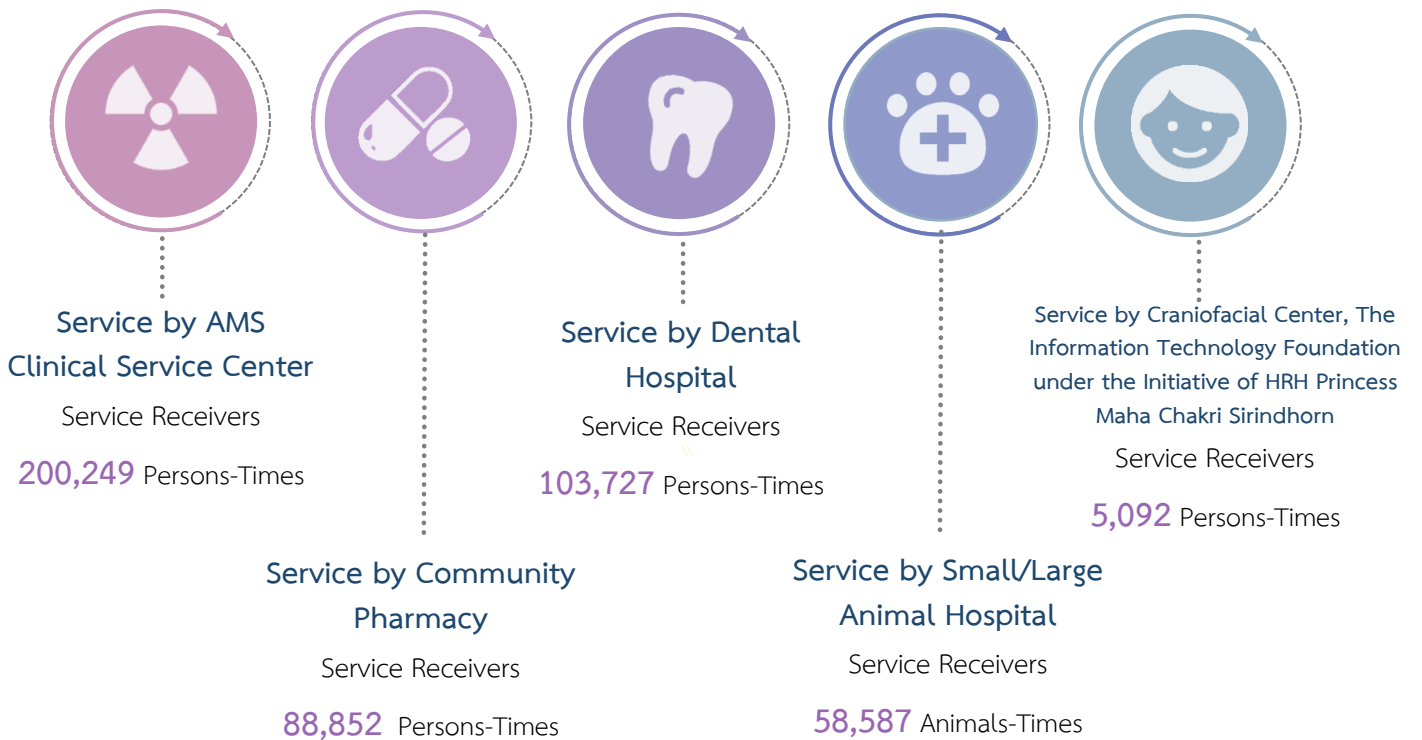 Service by AMS
Clinical Service Center
Service Receivers
200,249 Persons-Times
Service by Community
Pharmacy
Service Receivers
88,852 Persons-Times
Service by Dental
Hospital
Service Receivers
103,727 Persons-Times
Service by Small/Large
Animal Hospital
Service Receivers
58,587 Animals-Times
Service by Craniofacial Center, The
Information Technology Foundation
under the Initiative of HRH Princess
Maha Chakri Sirindhorn
Service Receivers
5,092 Persons-Times